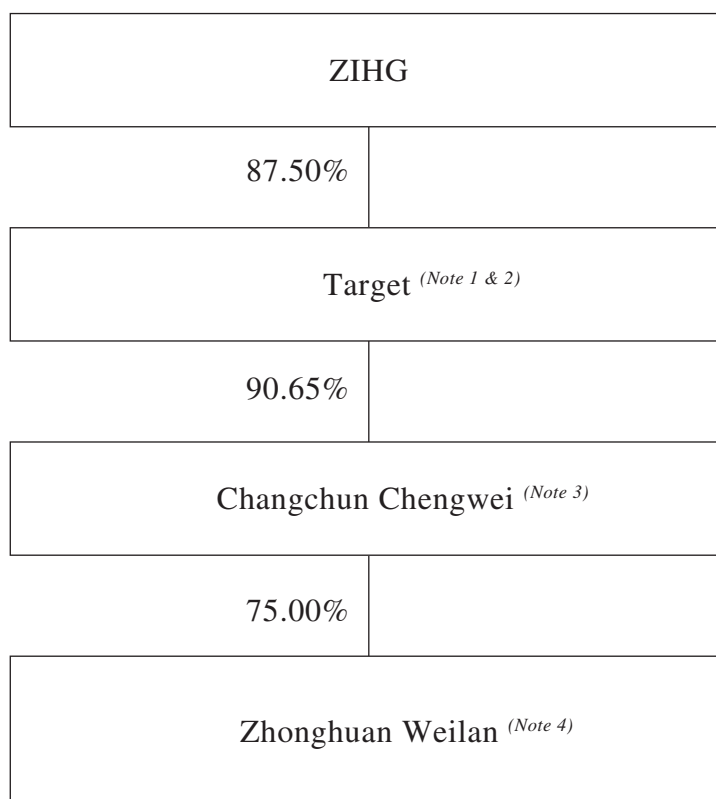 ZIHG
87.50%
Target (Note 1 & 2)
90.65%
Changchun Chengwei (Note 3)
75.00%
Zhonghuan Weilan (Note 4)